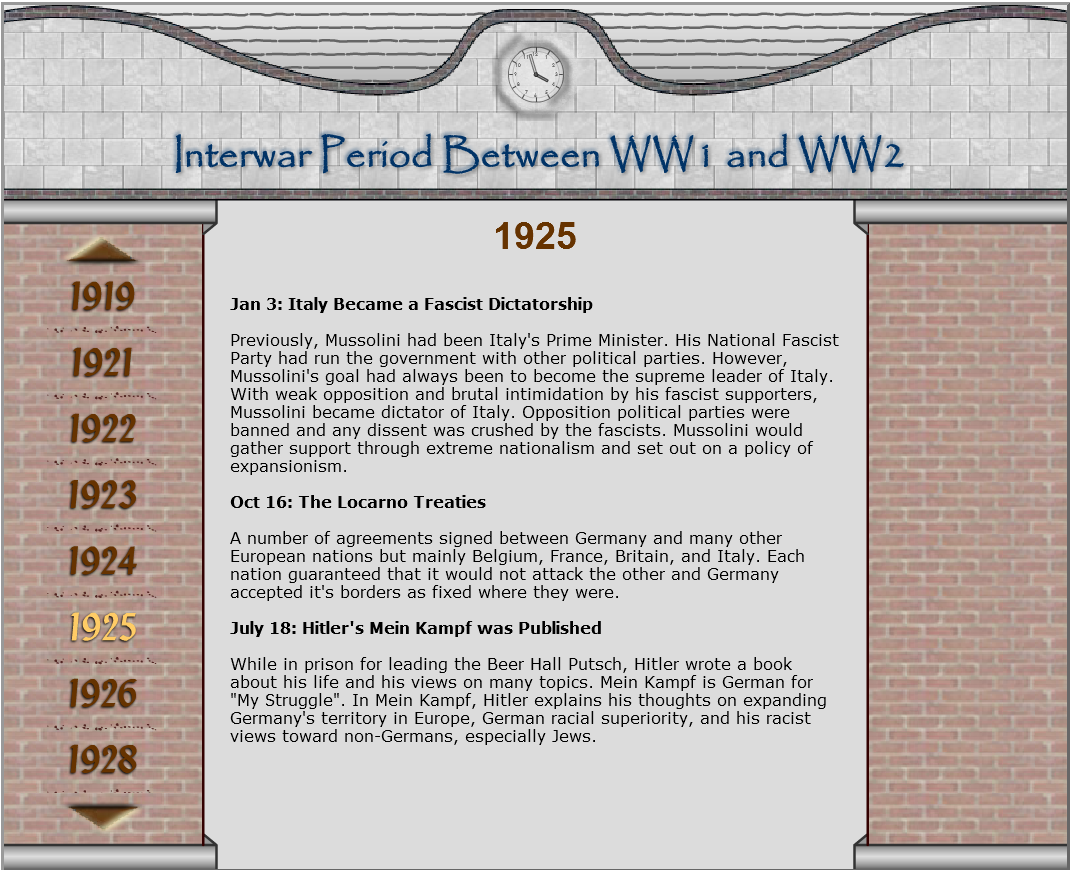 Interwar Period Between WW1 and WW2
1925
1919
1921
1922
1923
1924
1925
1926
1928
Jan 3: Italy Became a Fascist Dictatorship
Previously, Mussolini had been Italy's Prime Minister. His National Fascist
Party had run the government with other political parties. However,
Mussolini's goal had always been to become the supreme leader of Italy.
With weak opposition and brutal intimidation by his fascist supporters,
Mussolini became dictator of Italy. Opposition political parties were
banned and any dissent was crushed by the fascists. Mussolini would
gather support through extreme nationalism and set out on a policy of
expansionism.
Oct 16: The Locarno Treaties
A number of agreements signed between Germany and many other
European nations but mainly Belgium, France, Britain, and Italy. Each
nation guaranteed that it would not attack the other and Germany
accepted it's borders as fixed where they were.
July 18: Hitler's Mein Kampf was Published
While in prison for leading the Beer Hall Putsch, Hitler wrote a book
about his life and his views on many topics. Mein Kampf is German for
"My Struggle". In Mein Kampf, Hitler explains his thoughts on expanding
Germany's territory in Europe, German racial superiority, and his racist
views toward non-Germans, especially Jews.